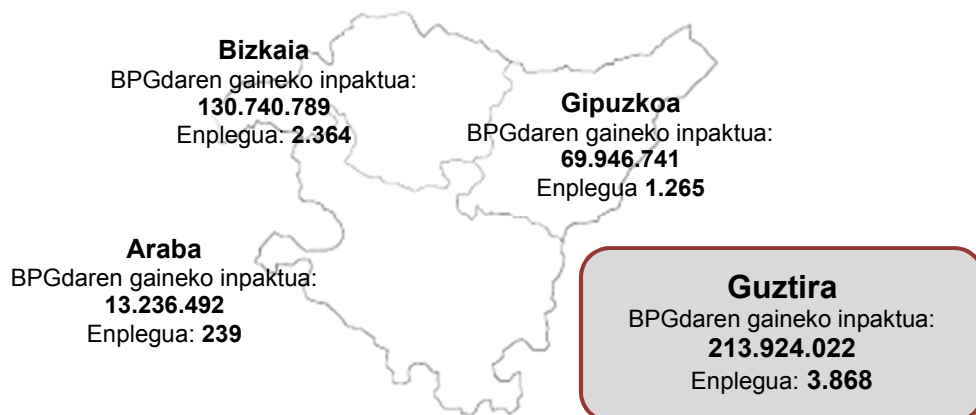 Bizkaia
BPGdaren gaineko inpaktua:
130.740.789
Enplegua: 2.364
Gipuzkoa
BPGdaren gaineko inpaktua:
69.946.741
Enplegua 1.265
Araba
BPGdaren gaineko inpaktua:
13.236.492
Enplegua: 239
Guztira
BPGdaren gaineko inpaktua:
213.924.022
Enplegua: 3.868